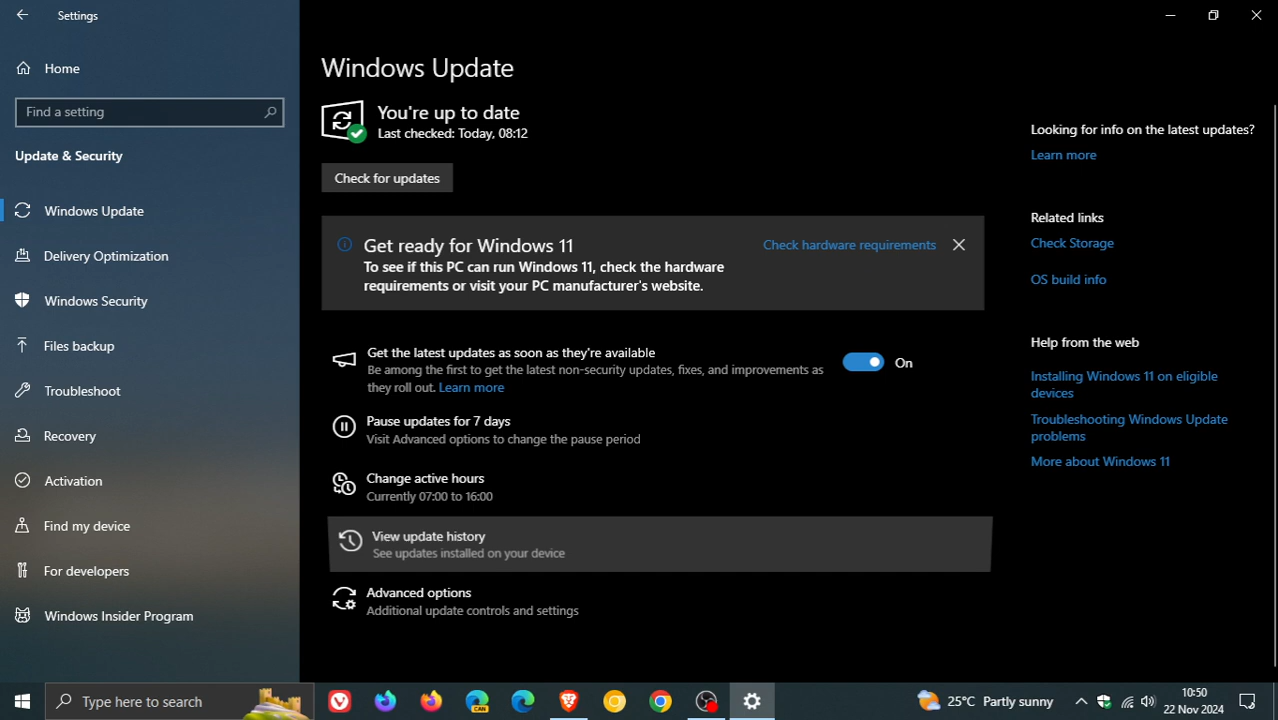 Settings
Home
Find a setting
Update & Security
Windows Update
Delivery Optimization
Windows Security
Files backup
Troubleshoot
Recovery
Activation
Find my device
For developers
Windows Insider Program
Windows Update
You're up to date
Last checked: Today, 08:12
Check for updates
Get ready for Windows 11
Check hardware requirements
To see if this PC can run Windows 11, check the hardware
requirements or visit your PC manufacturer's website.
Get the latest updates as soon as they're available
Be among the first to get the latest non-security updates, fixes, and improvements as
they roll out. Learn more
On
Pause updates for 7 days
Visit Advanced options to change the pause period
Change active hours
Currently 07:00 to 16:00
View update history
See updates installed on your device
Advanced options
Additional update controls and settings
Looking for info on the latest updates?
Learn more
Related links
Check Storage
OS build info
Help from the web
Installing Windows 11 on eligible
devices
Troubleshooting Windows Update
problems
More about Windows 11
Type here to search
CAN
25°C Partly sunny
10:50
22 Nov 2024